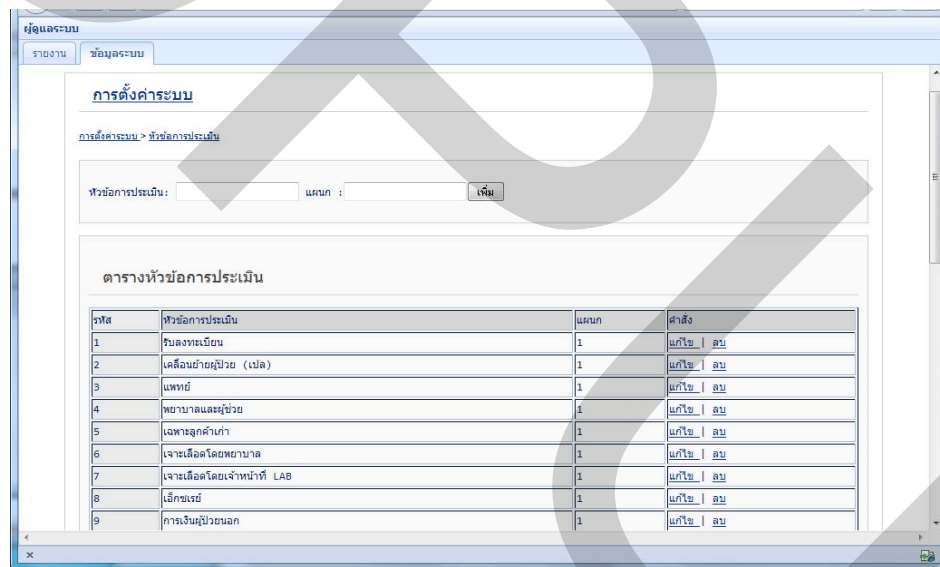 ผู้ดูแลระบบ
รายงาน ข้อมูลระบบ
การตั้งค่าระบบ
การตั้งค่าระบบ > หัวข้อการประเมิน
หัวข้อการประเมิน : แผนก : เพิ่ม
ตารางหัวข้อการประเมิน
รหัส หัวข้อการประเมิน แผนก คำสั่ง
1 รับลงทะเบียน 1 แก้ไข | ลบ
2 เคลื่อนย้ายผู้ป่วย (เปล) 1 แก้ไข | ลบ
3 แพทย์ 1 แก้ไข | ลบ
4 พยาบาลและผู้ช่วย 1 แก้ไข | ลบ
5 เฉพาะลูกค้าเก่า 1 แก้ไข | ลบ
6 เจาะเลือดโดยพยาบาล 1 แก้ไข | ลบ
7 เจาะเลือดโดยเจ้าหน้าที่ LAB 1 แก้ไข | ลบ
8 เอ็กซเรย์ 1 แก้ไข | ลบ
9 การเงินผู้ป่วยนอก 1 แก้ไข | ลบ